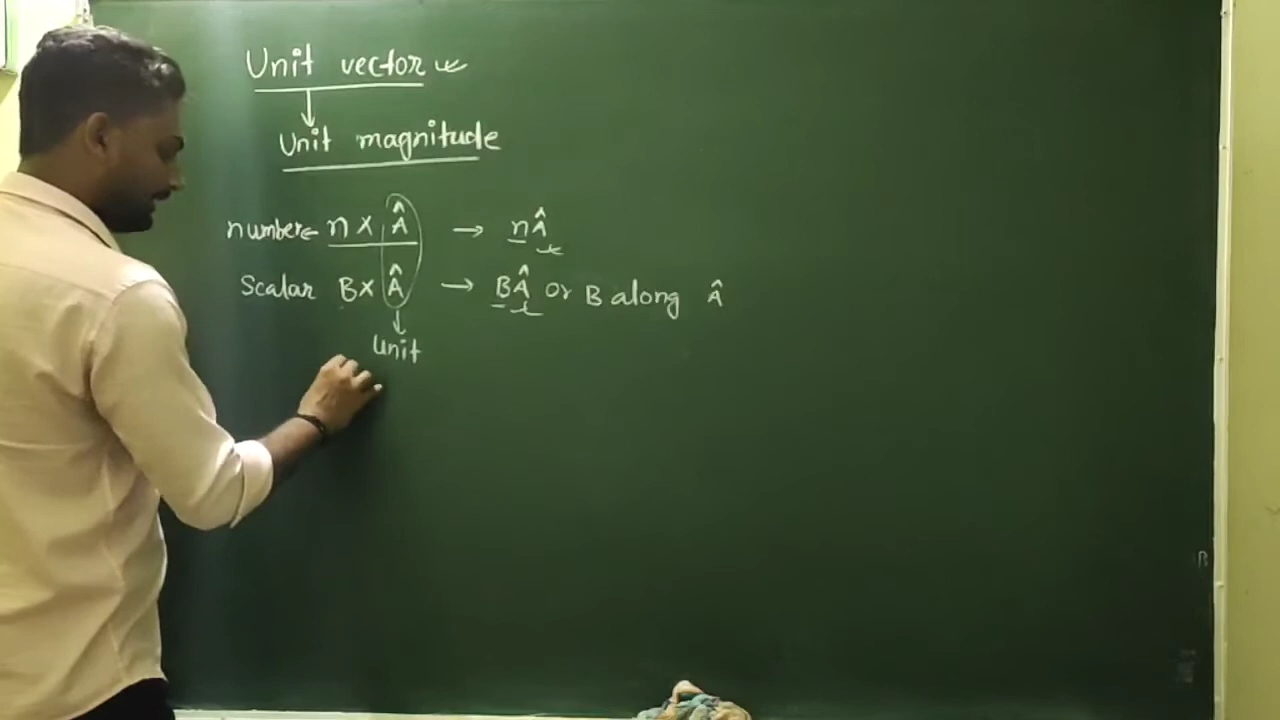 Unit vector
Unit magnitude
number ← n × Â → nÂ
Scalar B × Â → BÂ or B along Â
Unit